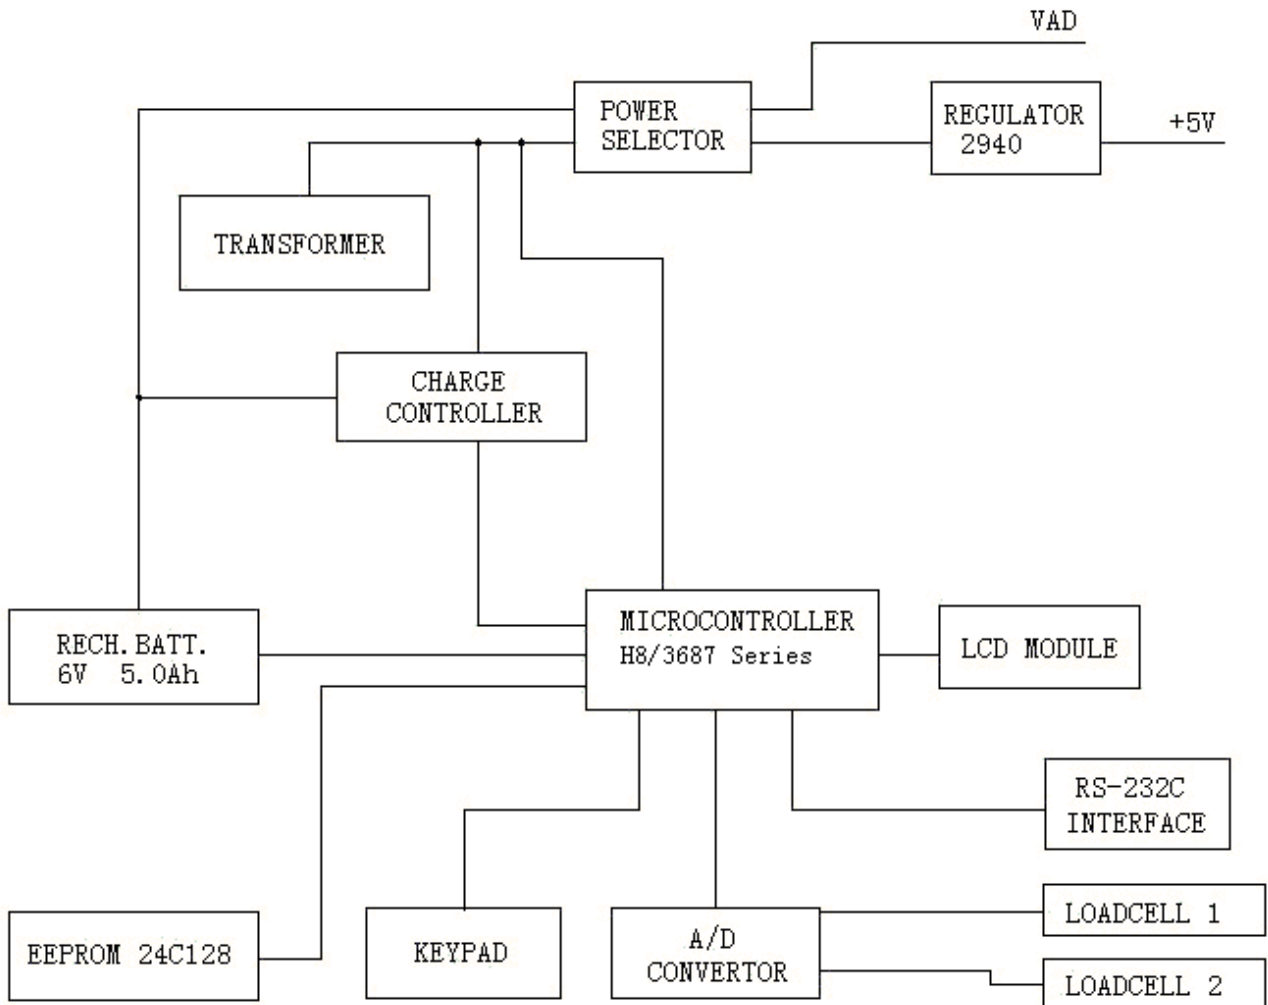 VAD
POWER
SELECTOR
REGULATOR
2940
+5V
TRANSFORMER
CHARGE
CONTROLLER
RECH.BATT.
6V 5.0Ah
MICROCONTROLLER
H8/3687 Series
LCD MODULE
RS-232C
INTERFACE
EEPROM 24C128
KEYPAD
A/D
CONVERTOR
LOADCELL 1
LOADCELL 2